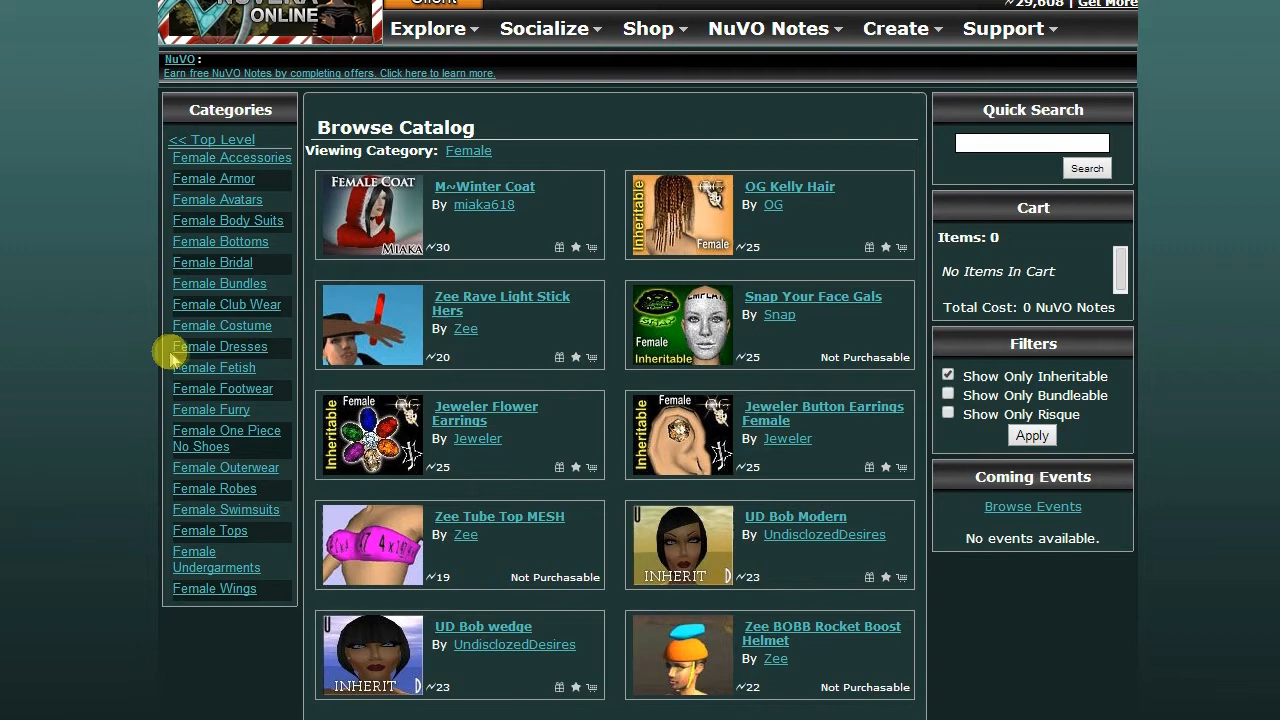 NUVERA
ONLINE
Client
29,608 | Get More
Explore
Socialize
Shop
NuVO Notes
Create
Support
NuVO :
Earn free NuVO Notes by completing offers. Click here to learn more.
Categories
<< Top Level
Female Accessories
Female Armor
Female Avatars
Female Body Suits
Female Bottoms
Female Bridal
Female Bundles
Female Club Wear
Female Costume
Female Dresses
Female Fetish
Female Footwear
Female Furry
Female One Piece
No Shoes
Female Outerwear
Female Robes
Female Swimsuits
Female Tops
Female
Undergarments
Female Wings
Browse Catalog
Viewing Category: Female
FEMALE COAT
MIAKA
M~Winter Coat
By miaka618
30
Inheritable
Female
OG Kelly Hair
By OG
25
Zee Rave Light Stick
Hers
By Zee
20
SNAP
Female
Inheritable
Snap Your Face Gals
By Snap
25
Not Purchasable
Inheritable
Female
Jeweler Flower
Earrings
By Jeweler
25
Inheritable
Female
Jeweler Button Earrings
Female
By Jeweler
25
Zee Tube Top MESH
By Zee
19
Not Purchasable
U
INHERIT D
UD Bob Modern
By UndisclozedDesires
23
U
INHERIT D
UD Bob wedge
By UndisclozedDesires
23
Zee BOBB Rocket Boost
Helmet
By Zee
22
Not Purchasable
Quick Search
Search
Cart
Items: 0
No Items In Cart
Total Cost: 0 NuVO Notes
Filters
Show Only Inheritable
Show Only Bundleable
Show Only Risque
Apply
Coming Events
Browse Events
No events available.